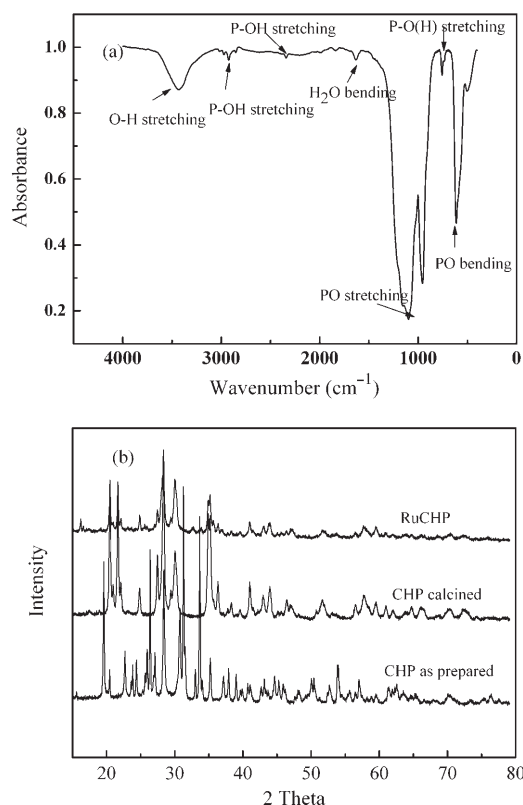 P-O(H) stretching
P-OH stretching
(a)
1.0
H2O bending
P-OH stretching
O-H stretching
0.8
Absorbance
0.6
0.4
PO bending
PO stretching
0.2
4000 3000 2000 1000 0
Wavenumber (cm−1)
(b)
RuCHP
Intensity
CHP calcined
CHP as prepared
20 30 40 50 60 70 80
2 Theta